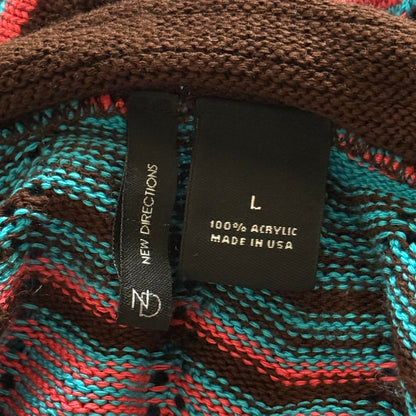 NEW DIRECTIONS
ND
L
100% ACRYLIC
MADE IN USA